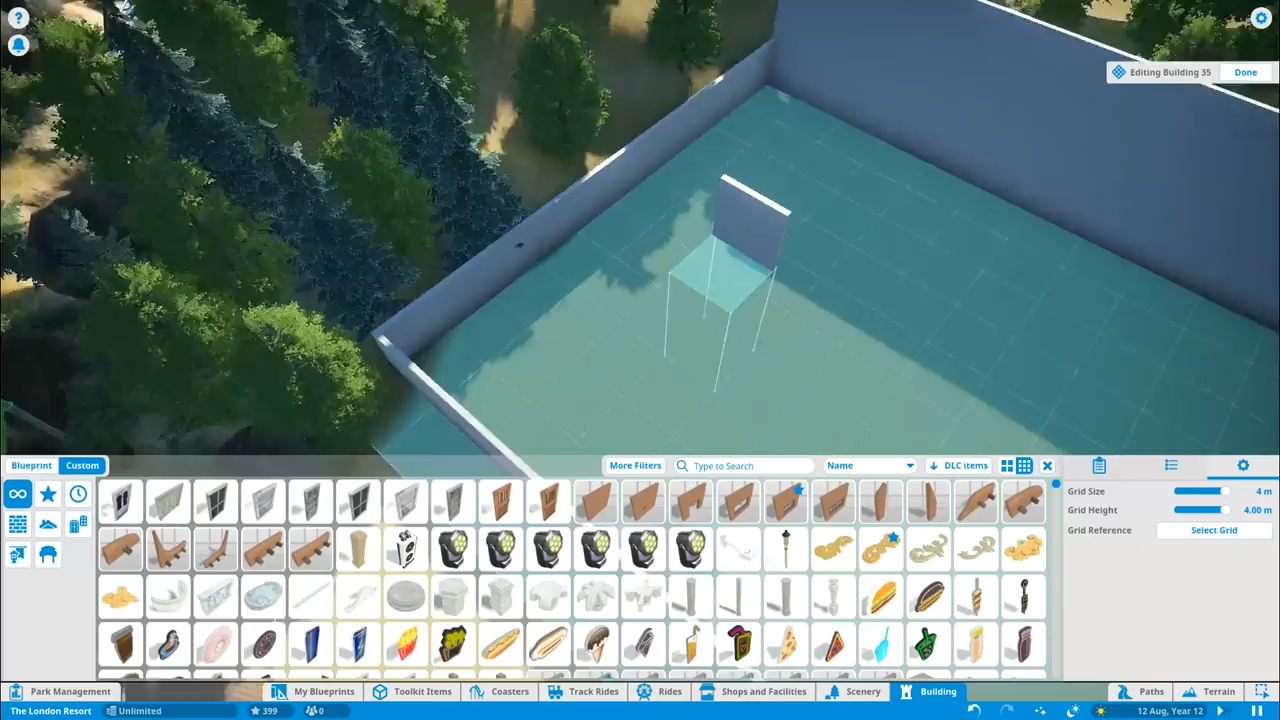 ?
Editing Building 35
Done
Blueprint
Custom
More Filters
Type to Search
Name
DLC items
Grid Size
4 m
Grid Height
4.00 m
Grid Reference
Select Grid
Park Management
My Blueprints
Toolkit Items
Coasters
Track Rides
Rides
Shops and Facilities
Scenery
Building
Paths
Terrain
The London Resort
Unlimited
399
0
12 Aug, Year 12